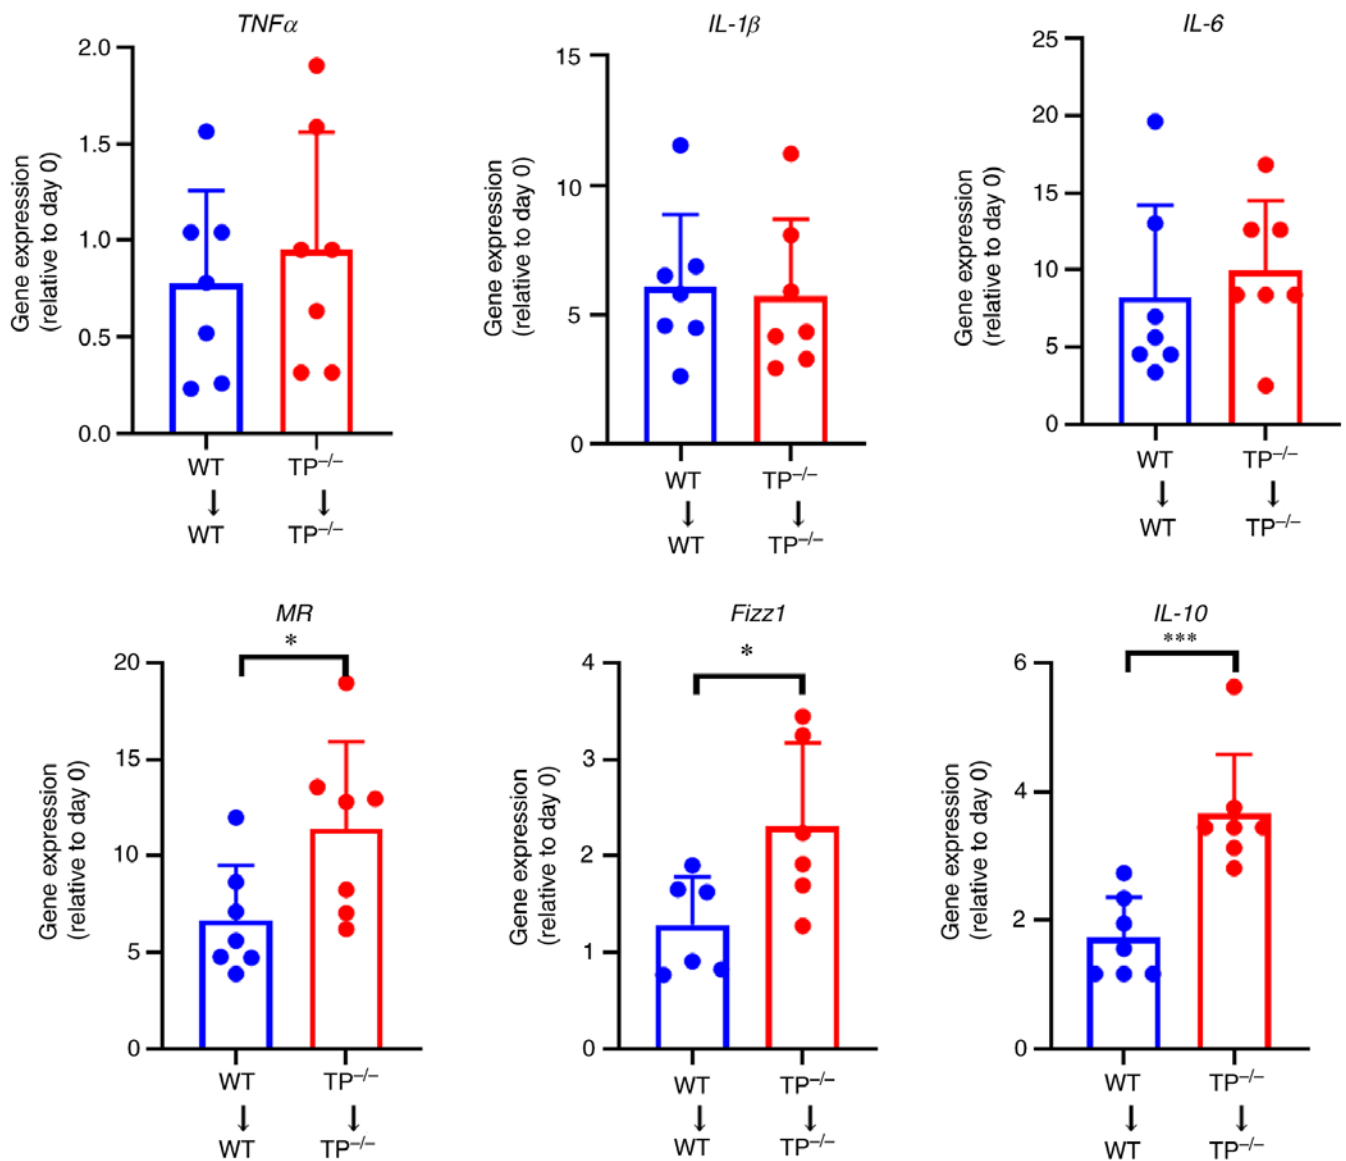 TNFα
Gene expression
(relative to day 0)
2.0
1.5
1.0
0.5
0.0
WT
↓
WT
TP–/–
↓
TP–/–
IL-1β
Gene expression
(relative to day 0)
15
10
5
0
WT
↓
WT
TP–/–
↓
TP–/–
IL-6
Gene expression
(relative to day 0)
25
20
15
10
5
0
WT
↓
WT
TP–/–
↓
TP–/–
MR
*
Gene expression
(relative to day 0)
20
15
10
5
0
WT
↓
WT
TP–/–
↓
TP–/–
Fizz1
*
Gene expression
(relative to day 0)
4
3
2
1
0
WT
↓
WT
TP–/–
↓
TP–/–
IL-10
***
Gene expression
(relative to day 0)
6
4
2
0
WT
↓
WT
TP–/–
↓
TP–/–